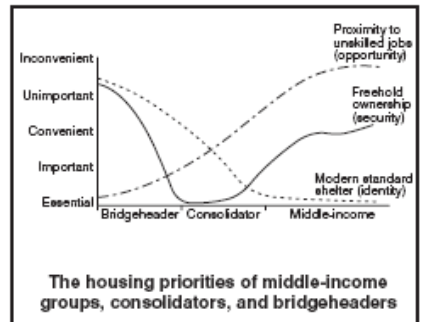 Proximity to
unskilled jobs
(opportunity)
Inconvenient
Unimportant
Freehold
ownership
(security)
Convenient
Important
Modern standard
shelter (identity)
Essential
Bridgeheader Consolidator Middle-income
The housing priorities of middle-income
groups, consolidators, and bridgeheaders